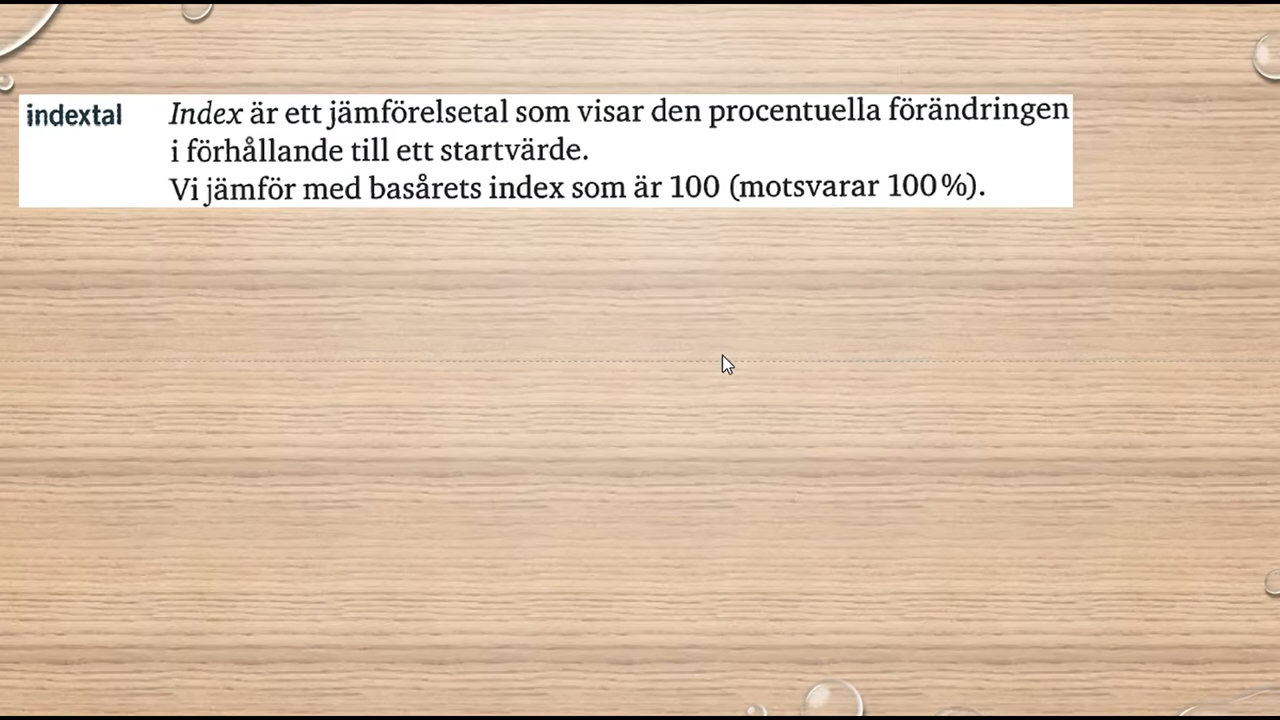 indextal Index är ett jämförelsetal som visar den procentuella förändringen
i förhållande till ett startvärde.
Vi jämför med basårets index som är 100 (motsvarar 100 %).